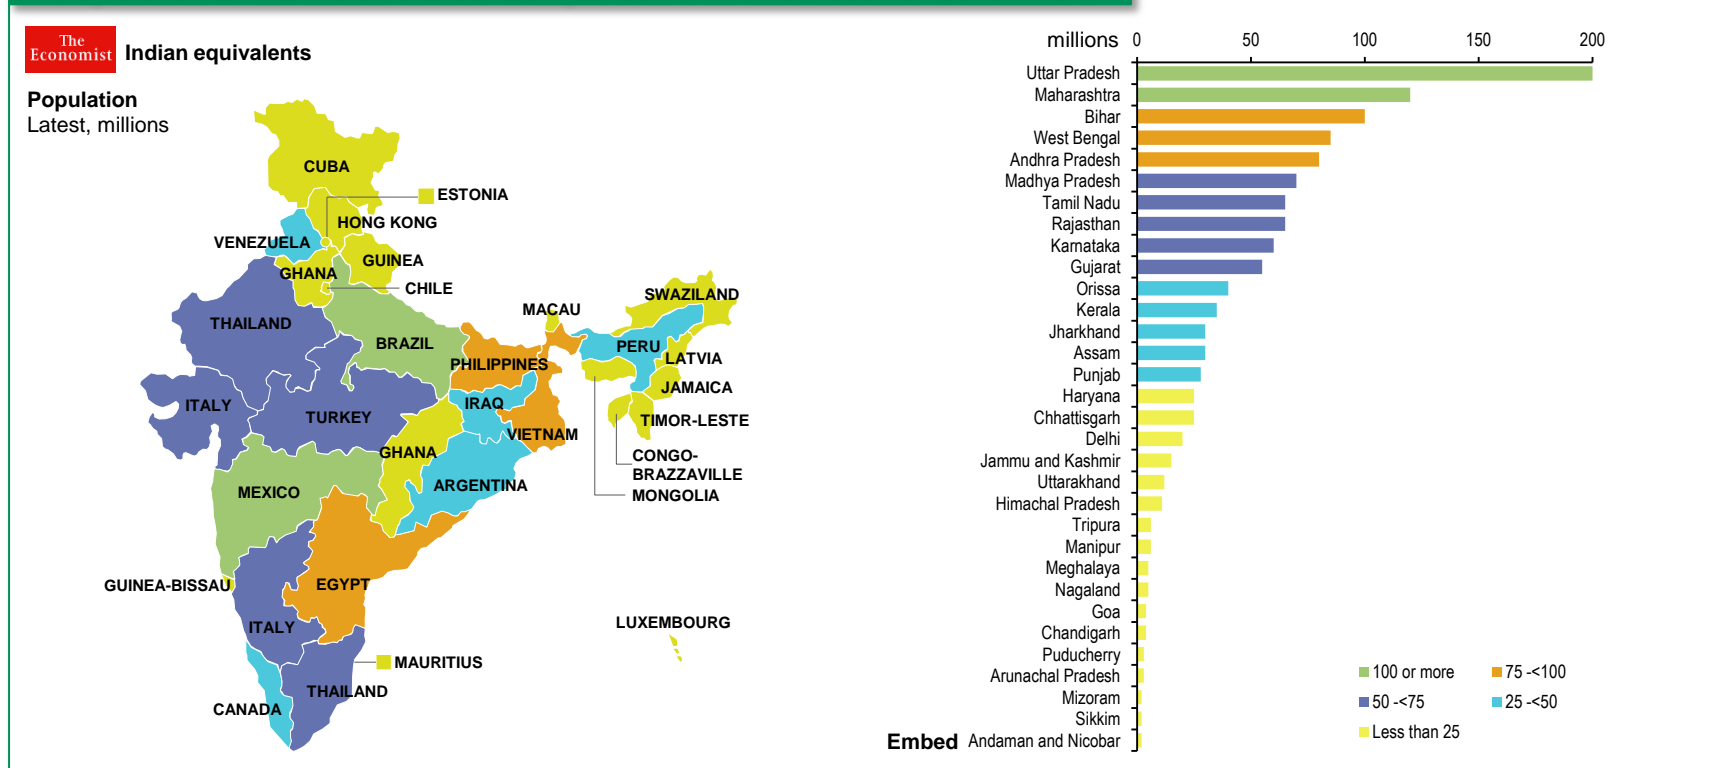 The
Economist
Indian equivalents
Population
Latest, millions
CUBA
ESTONIA
HONG KONG
VENEZUELA
GUINEA
GHANA
CHILE
SWAZILAND
MACAU
THAILAND
BRAZIL
PERU
LATVIA
PHILIPPINES
JAMAICA
ITALY
IRAQ
TURKEY
TIMOR-LESTE
VIETNAM
GHANA
CONGO-
BRAZZAVILLE
MONGOLIA
ARGENTINA
MEXICO
GUINEA-BISSAU
EGYPT
LUXEMBOURG
ITALY
MAURITIUS
THAILAND
CANADA
millions 0 50 100 150 200
Uttar Pradesh
Maharashtra
Bihar
West Bengal
Andhra Pradesh
Madhya Pradesh
Tamil Nadu
Rajasthan
Karnataka
Gujarat
Orissa
Kerala
Jharkhand
Assam
Punjab
Haryana
Chhattisgarh
Delhi
Jammu and Kashmir
Uttarakhand
Himachal Pradesh
Tripura
Manipur
Meghalaya
Nagaland
Goa
Chandigarh
Puducherry
Arunachal Pradesh
Mizoram
Sikkim
Embed Andaman and Nicobar
100 or more 75 -<100
50 -<75 25 -<50
Less than 25